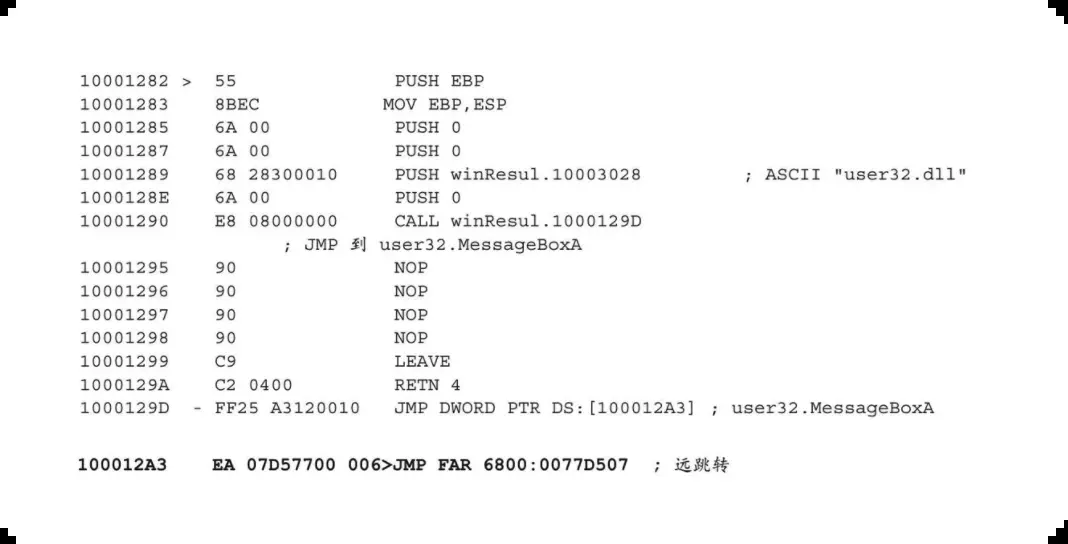 10001282 > 55 PUSH EBP
10001283 8BEC MOV EBP,ESP
10001285 6A 00 PUSH 0
10001287 6A 00 PUSH 0
10001289 68 28300010 PUSH winResul.10003028 ; ASCII "user32.dll"
1000128E 6A 00 PUSH 0
10001290 E8 08000000 CALL winResul.1000129D
; JMP 到 user32.MessageBoxA
10001295 90 NOP
10001296 90 NOP
10001297 90 NOP
10001298 90 NOP
10001299 C9 LEAVE
1000129A C2 0400 RETN 4
1000129D - FF25 A3120010 JMP DWORD PTR DS:[100012A3] ; user32.MessageBoxA
100012A3 EA 07D57700 006>JMP FAR 6800:0077D507 ; 远跳转